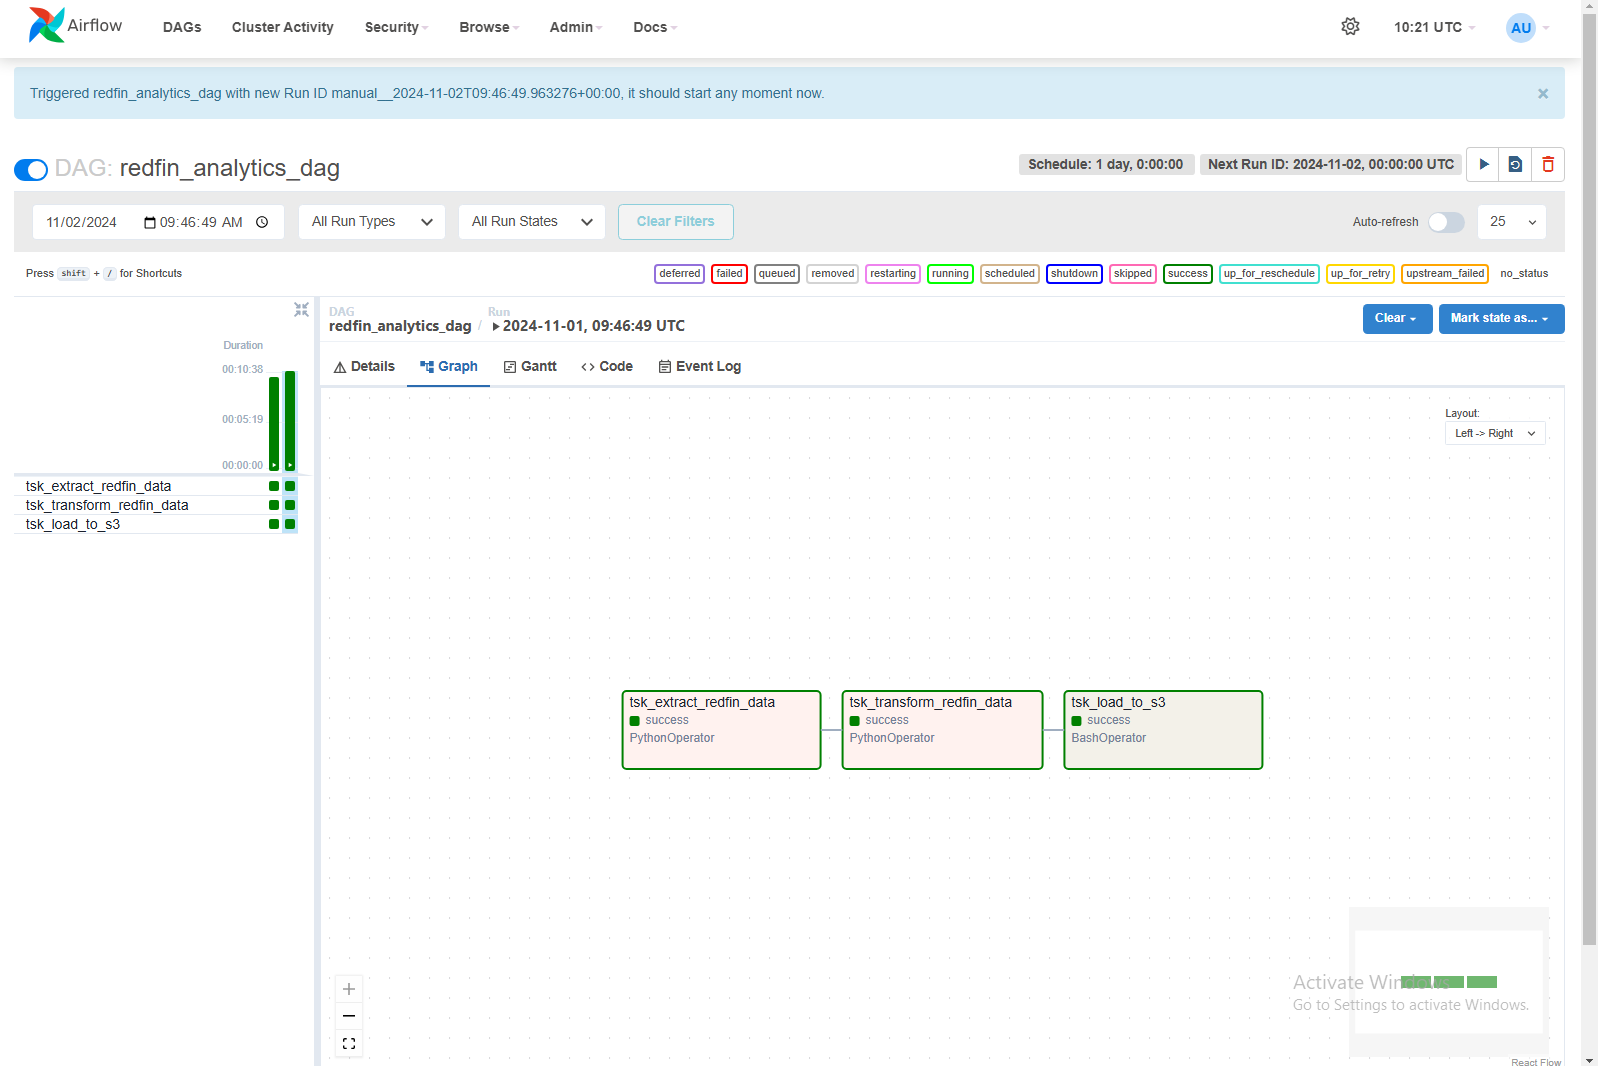 Airflow DAGs Cluster Activity Security Browse Admin Docs 10:21 UTC AU
Triggered redfin_analytics_dag with new Run ID manual__2024-11-02T09:46:49.963276+00:00, it should start any moment now. ×
DAG: redfin_analytics_dag Schedule: 1 day, 0:00:00 Next Run ID: 2024-11-02, 00:00:00 UTC
11/02/2024 09:46:49 AM All Run Types All Run States Clear Filters Auto-refresh 25
Press shift + / for Shortcuts deferred failed queued removed restarting running scheduled shutdown skipped success up_for_reschedule up_for_retry upstream_failed no_status
DAG Run
redfin_analytics_dag / 2024-11-01, 09:46:49 UTC Clear Mark state as...
Duration
00:10:38
00:05:19
00:00:00
tsk_extract_redfin_data
tsk_transform_redfin_data
tsk_load_to_s3
Details Graph Gantt Code Event Log
Layout:
Left -> Right
tsk_extract_redfin_data
success
PythonOperator
tsk_transform_redfin_data
success
PythonOperator
tsk_load_to_s3
success
BashOperator
Activate Windows
Go to Settings to activate Windows.
React Flow